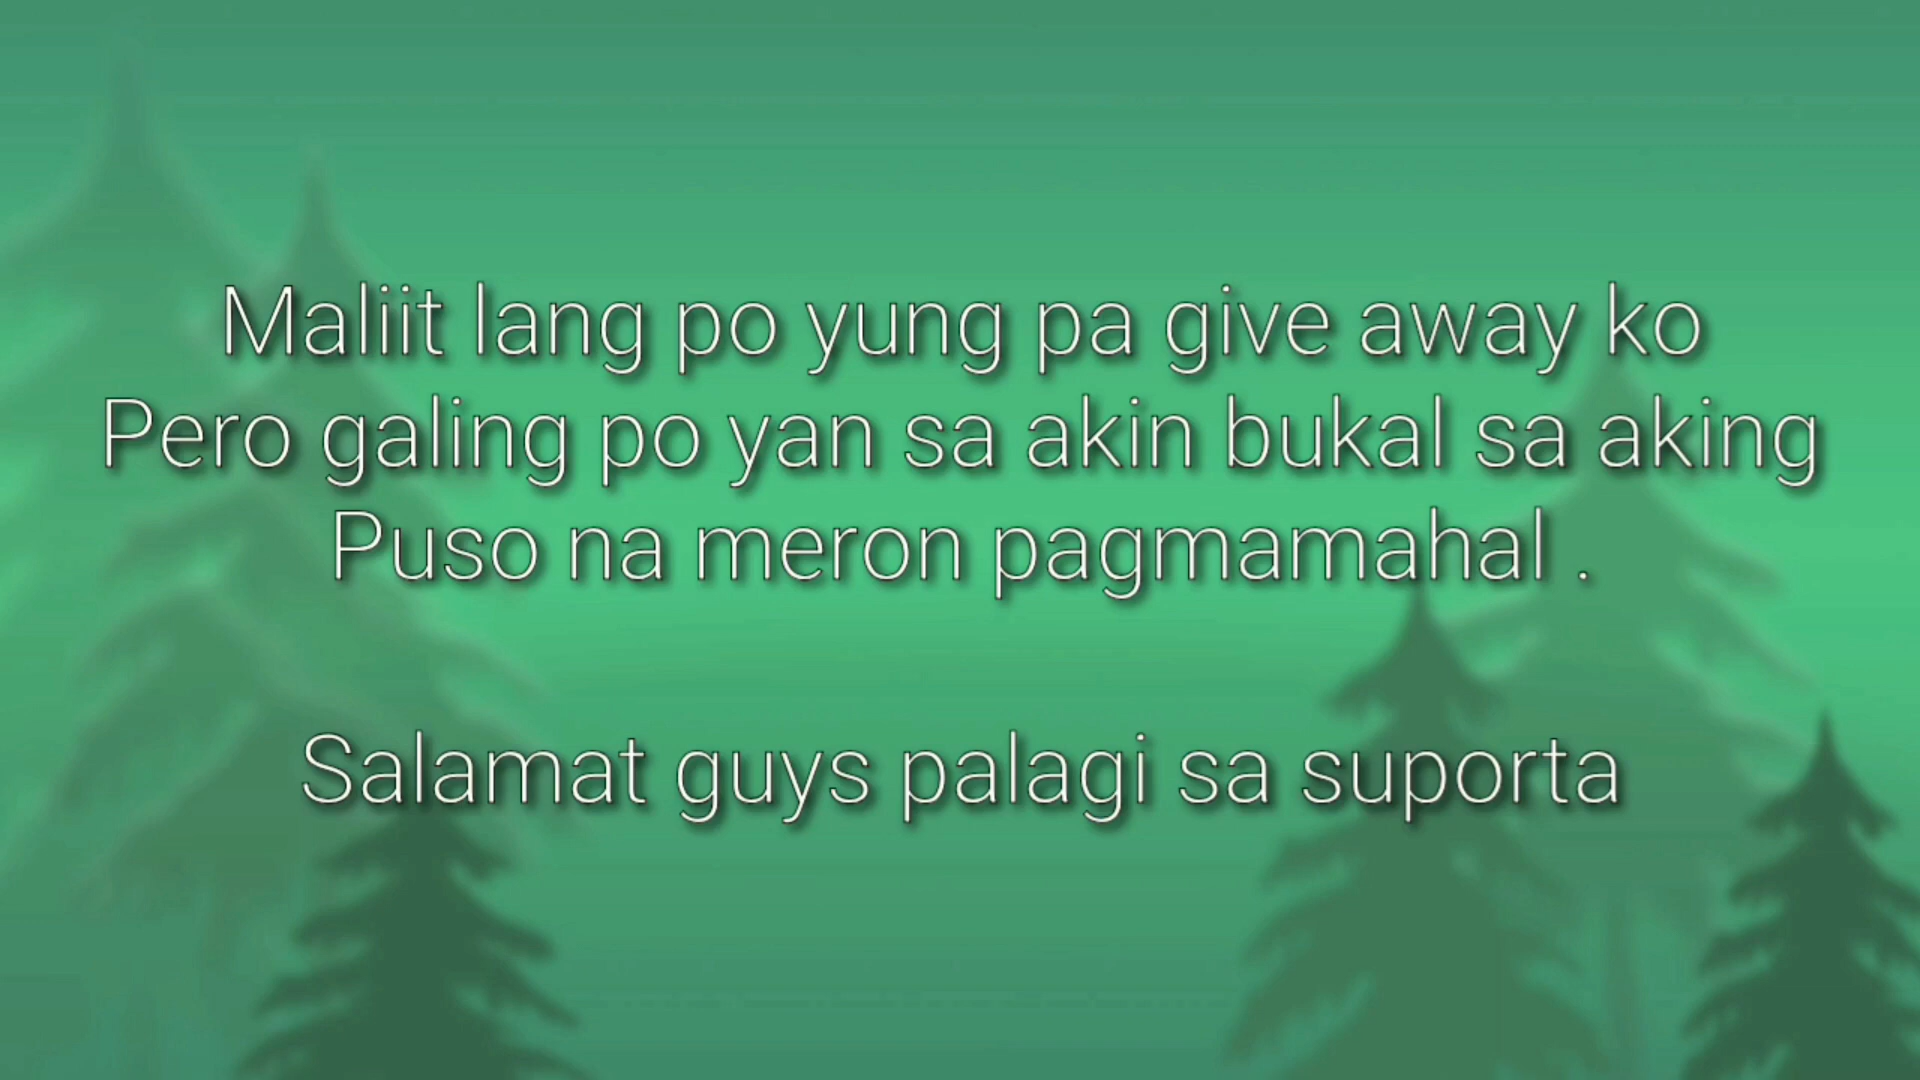 Maliit lang po yung pa give away ko
Pero galing po yan sa akin bukal sa aking
Puso na meron pagmamahal .
Salamat guys palagi sa suporta